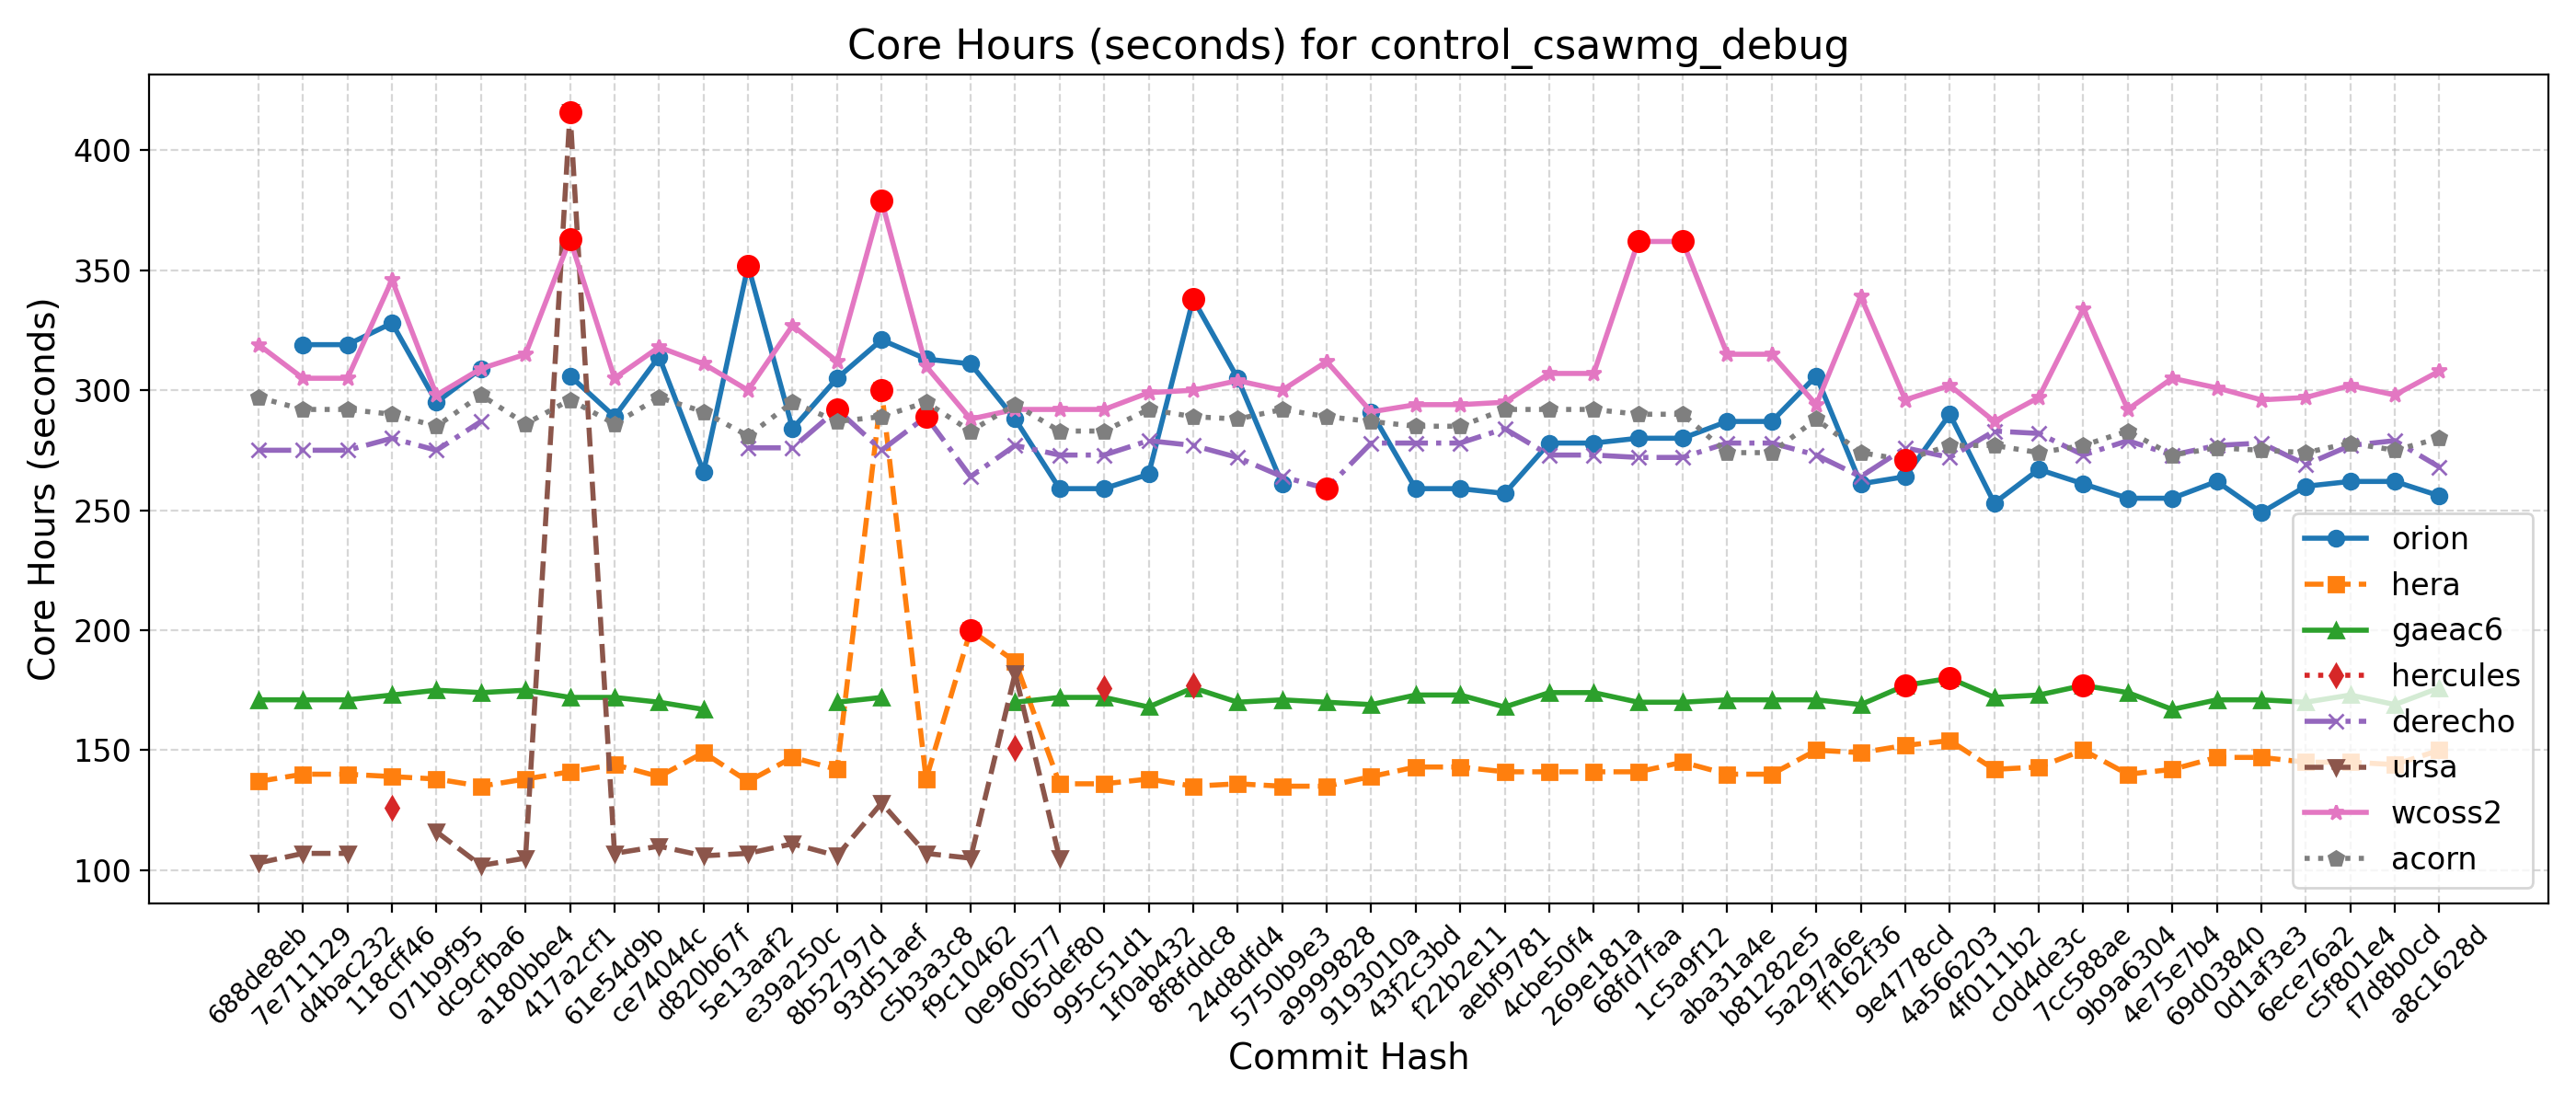 Core Hours (seconds) for control_csawmg_debug
Core Hours (seconds)
400
350
300
250
200
150
100
orion
hera
gaeac6
hercules
derecho
ursa
wcoss2
acorn
688de8eb
7e711129
d4bac232
118cff46
071b9f95
dc9cfba6
a180bbe4
417a2cf1
61e54d9b
ce74044c
d820b67f
5e13aaf2
e39a250c
8b52797d
93d51aef
c5b3a3c8
f9c10462
0e960577
065def80
995c51d1
1f0ab432
8f8fddc8
24d8dfd4
5750b9e3
a9999828
9193010a
43f2c3bd
f22b2e11
aebf9781
4cbe50f4
269e181a
68fd7faa
1c5a9f12
aba31a4e
b81282e5
5a297a6e
ff162f36
9e4778cd
4a566203
4f0111b2
c0d4de3c
7cc588ae
9b9a6304
4e75e7b4
69d03840
0d1af3e3
6ece76a2
c5f801e4
f7d8b0cd
a8c1628d
Commit Hash